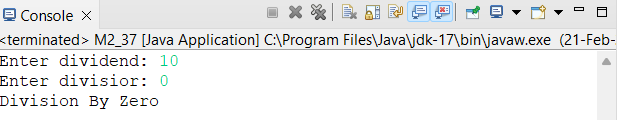 Console
<terminated> M2_37 [Java Application] C:\Program Files\Java\jdk-17\bin\javaw.exe (21-Feb-
Enter dividend: 10
Enter divisior: 0
Division By Zero